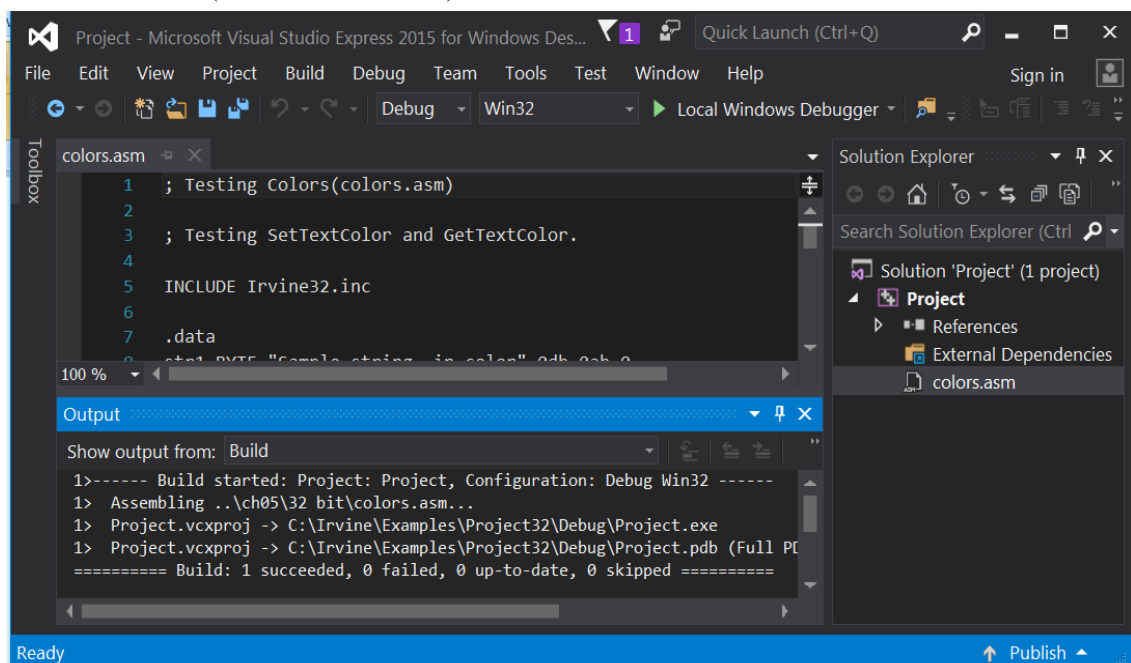 Project - Microsoft Visual Studio Express 2015 for Windows Des... 1 Quick Launch (Ctrl+Q)
File Edit View Project Build Debug Team Tools Test Window Help Sign in
Debug Win32 Local Windows Debugger
Toolbox
colors.asm
1 ; Testing Colors(colors.asm)
2
3 ; Testing SetTextColor and GetTextColor.
4
5 INCLUDE Irvine32.inc
6
7 .data
100 %
Output
Show output from: Build
1>------ Build started: Project: Project, Configuration: Debug Win32 ------
1> Assembling ..\ch05\32 bit\colors.asm...
1> Project.vcxproj -> C:\Irvine\Examples\Project32\Debug\Project.exe
1> Project.vcxproj -> C:\Irvine\Examples\Project32\Debug\Project.pdb (Full
========== Build: 1 succeeded, 0 failed, 0 up-to-date, 0 skipped ==========
Solution Explorer
Search Solution Explorer (Ctrl
Solution 'Project' (1 project)
Project
References
External Dependencies
colors.asm
Ready Publish